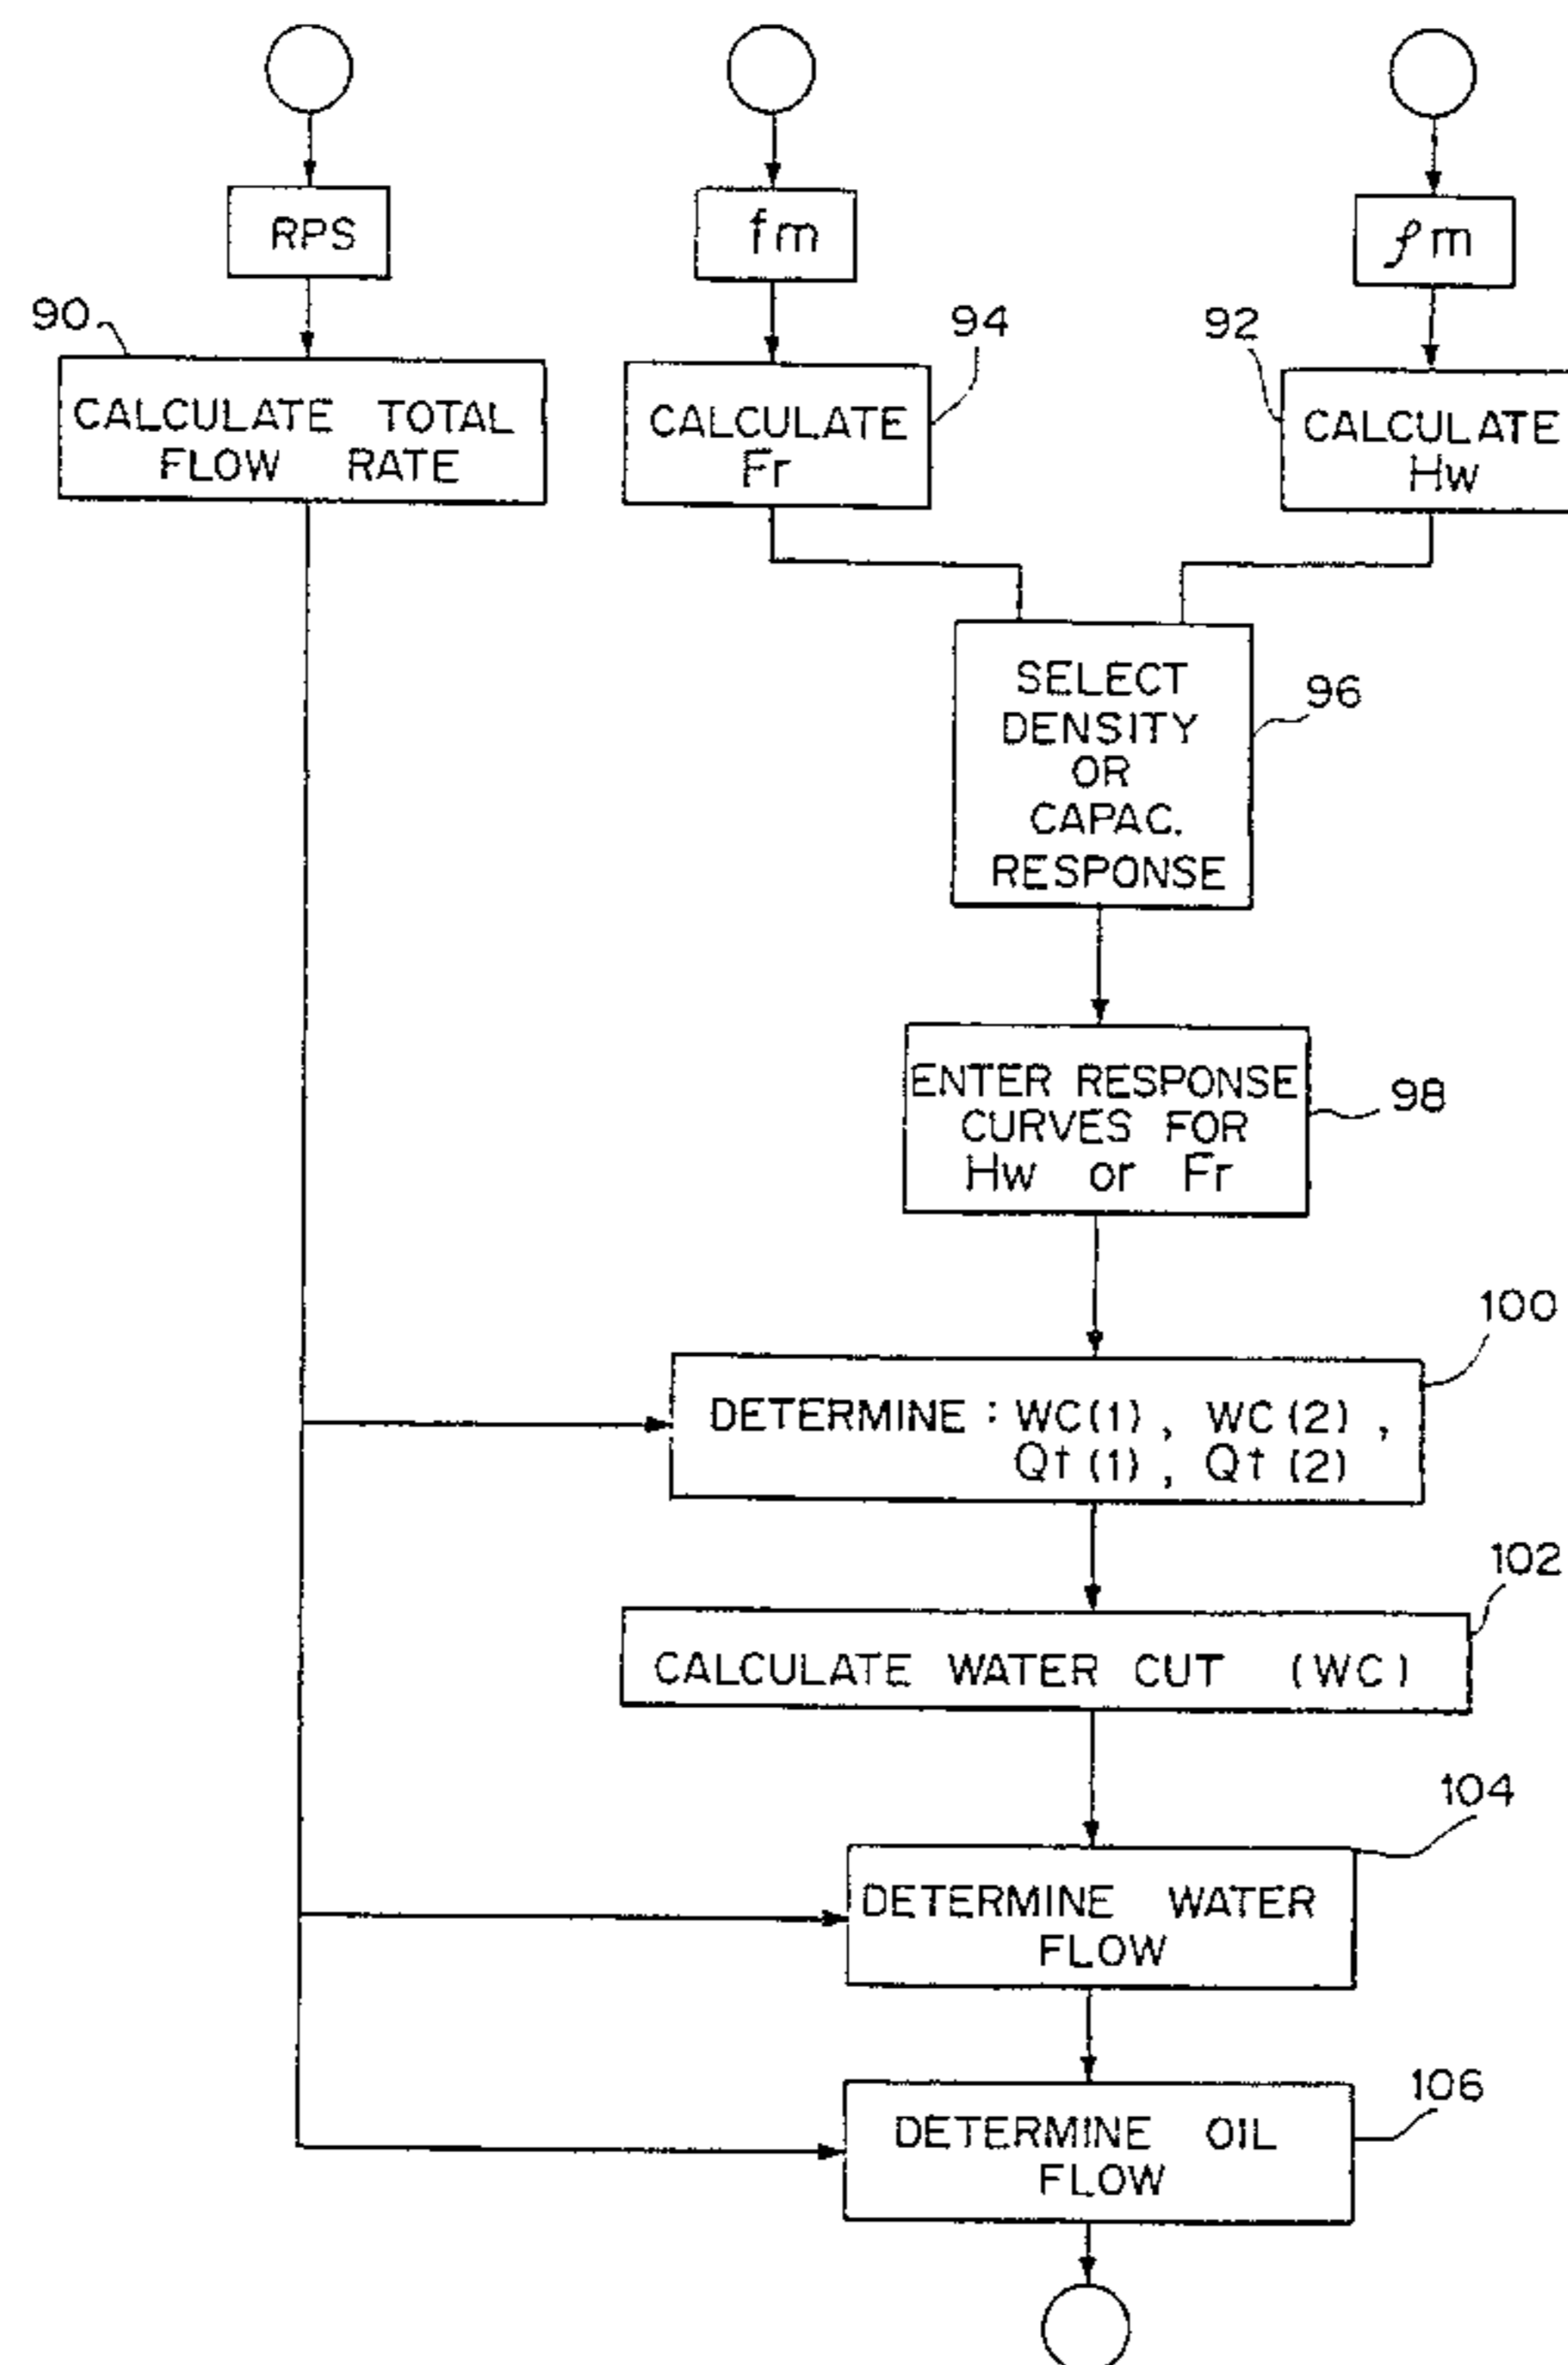 RPS
fm
ρm
90
94
92
CALCULATE TOTAL
FLOW RATE
CALCULATE
Fr
CALCULATE
Hw
SELECT
DENSITY
OR
CAPAC.
RESPONSE
96
ENTER RESPONSE
CURVES FOR
Hw or Fr
98
100
DETERMINE : WC(1), WC(2),
Qt(1), Qt(2)
102
CALCULATE WATER CUT (WC)
104
DETERMINE WATER
FLOW
106
DETERMINE OIL
FLOW